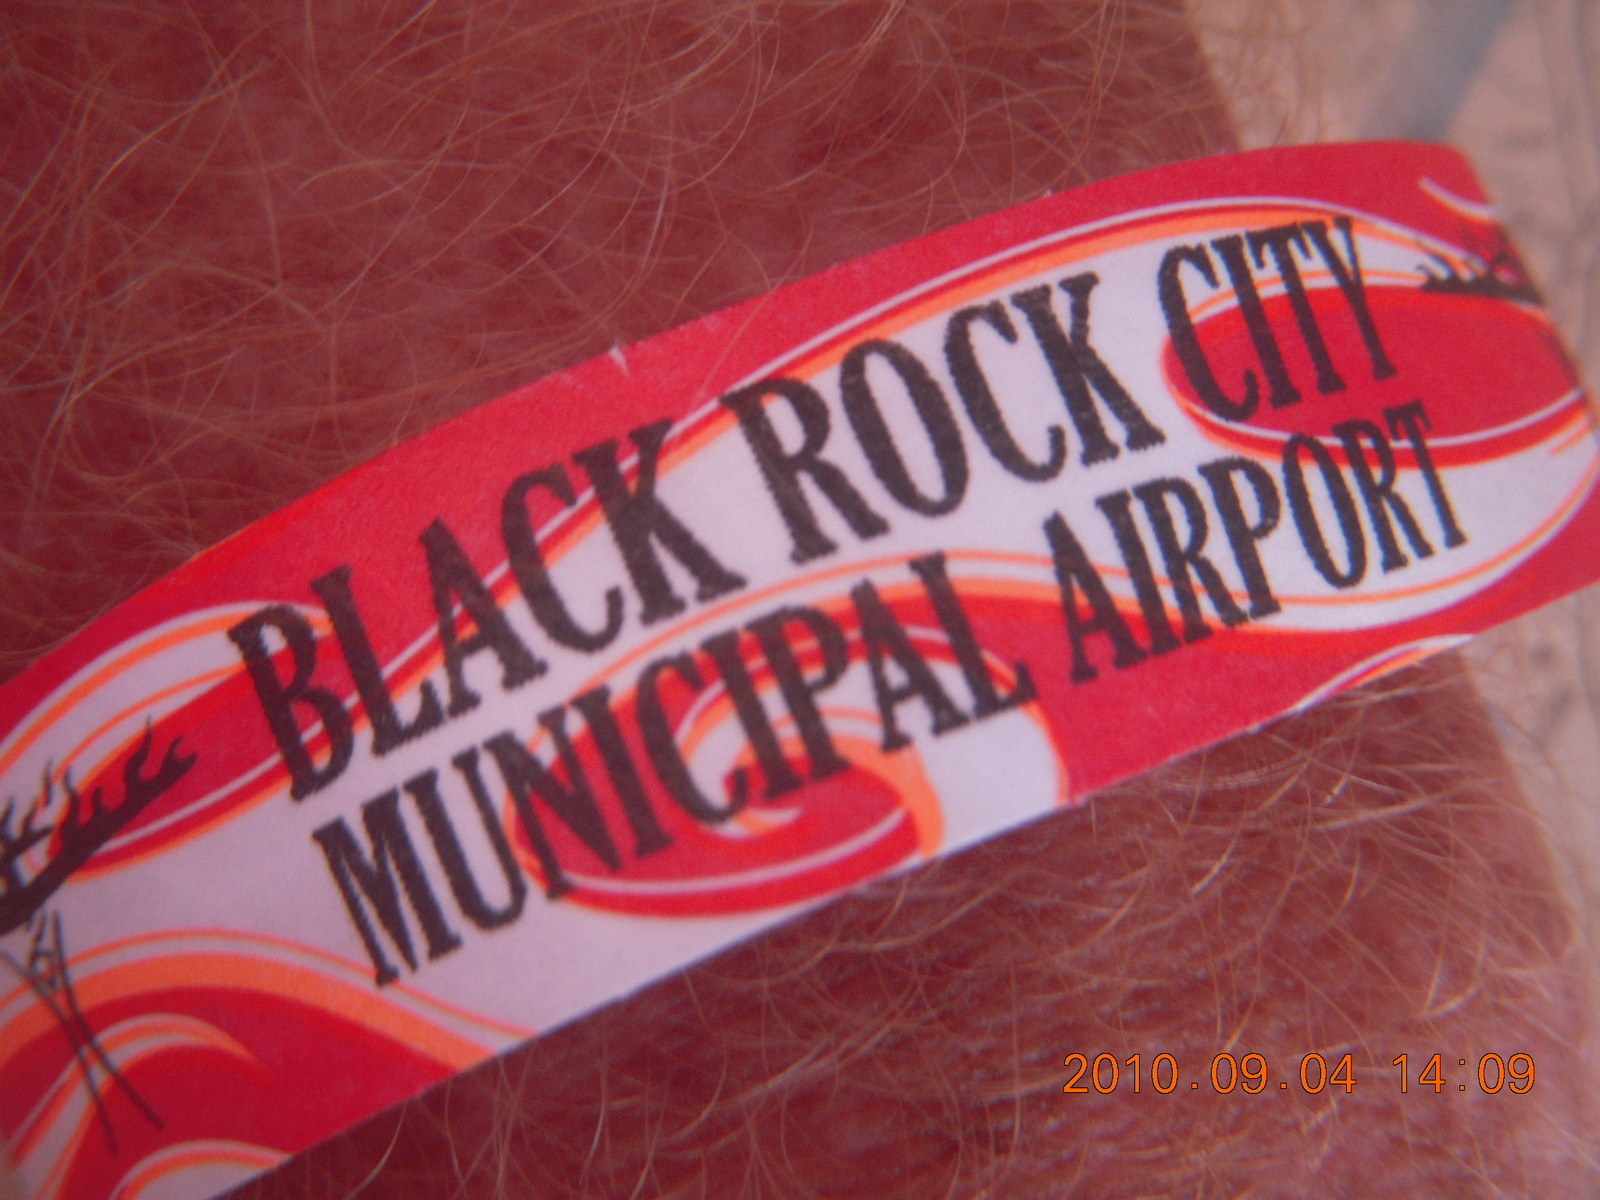 BLACK ROCK CITY
MUNICIPAL AIRPORT
2010.09.04 14:09